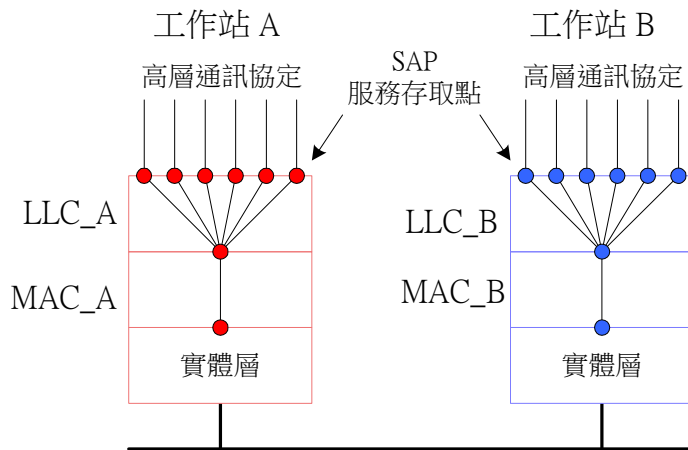 工作站 A
工作站 B
高層通訊協定
SAP
服務存取點
高層通訊協定
LLC_A
LLC_B
MAC_A
MAC_B
實體層
實體層